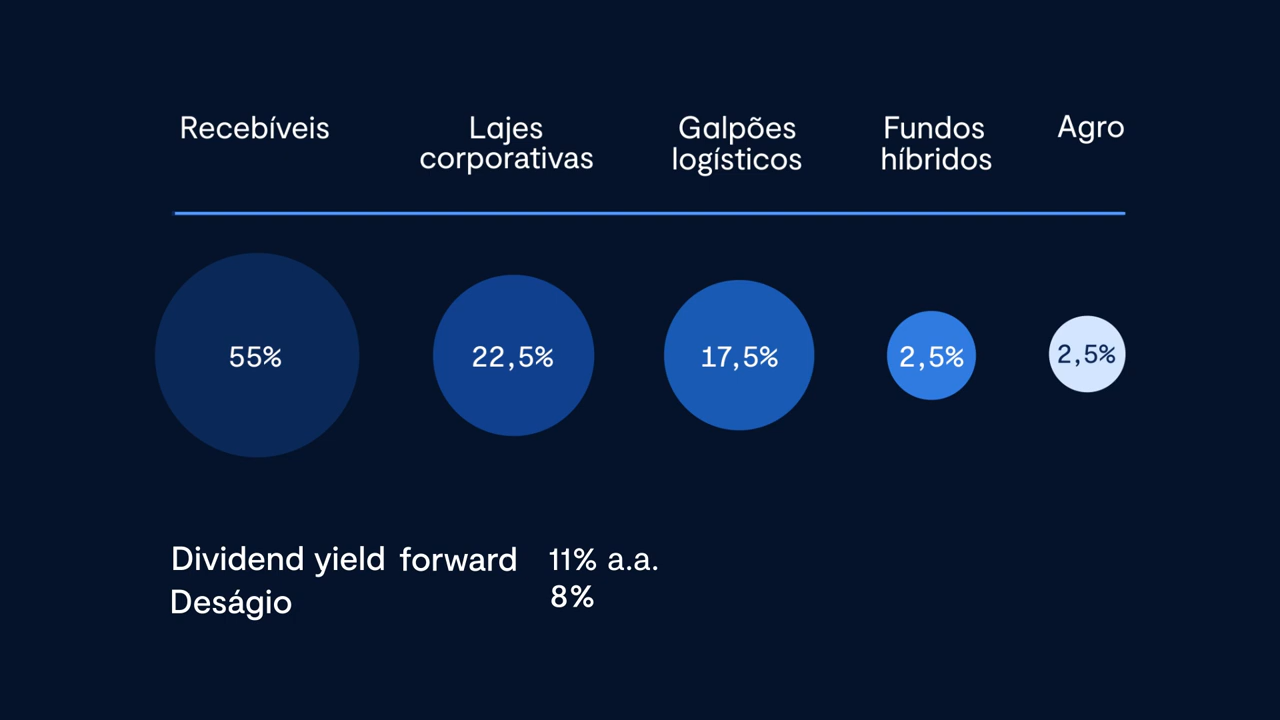 Recebíveis
Lajes
corporativas
Galpões
logísticos
Fundos
híbridos
Agro
55%
22,5%
17,5%
2,5%
2,5%
Dividend yield forward 11% a.a.
Deságio 8%